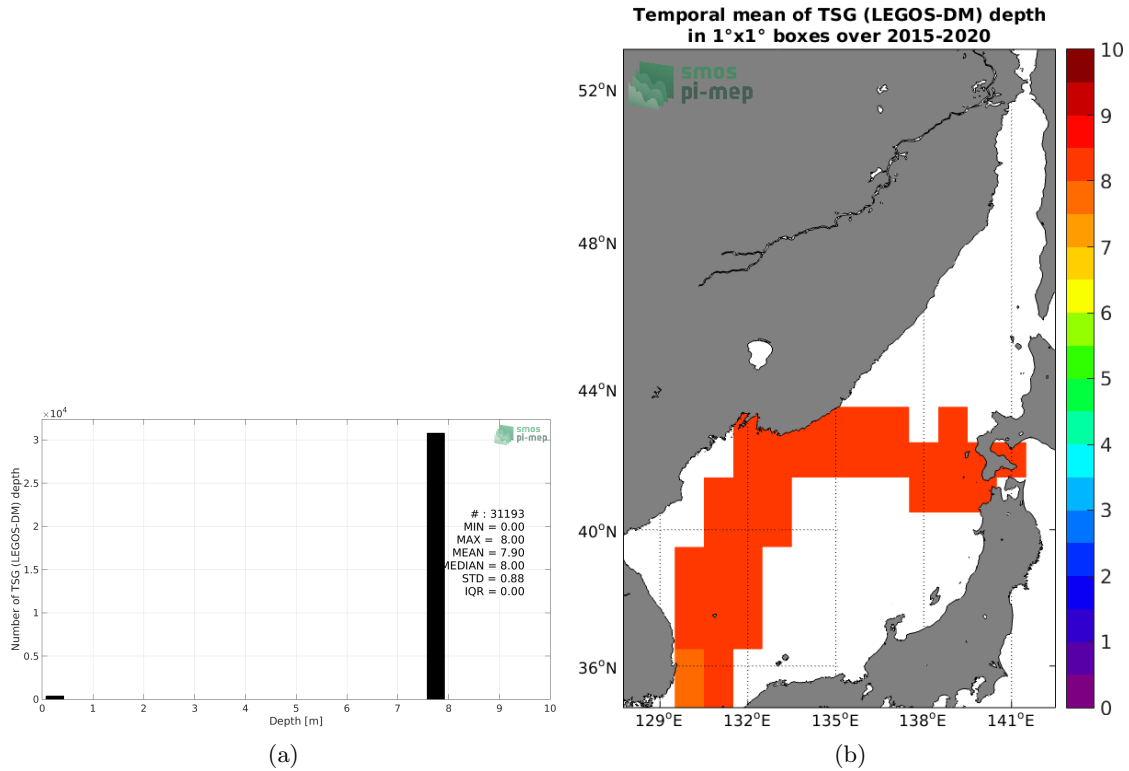 Temporal mean of TSG (LEGOS-DM) depth
in 1°x1° boxes over 2015-2020
smos
pi-mep
52°N
48°N
44°N
40°N
36°N
129°E
132°E
135°E
138°E
141°E
10
9
8
7
6
5
4
3
2
1
0
×10⁴
3
2.5
2
1.5
1
0.5
0
Number of TSG (LEGOS-DM) depth
smos
pi-mep
# : 31193
MIN = 0.00
MAX = 8.00
MEAN = 7.90
MEDIAN = 8.00
STD = 0.88
IQR = 0.00
0
1
2
3
4
5
6
7
8
9
10
Depth [m]
(a)
(b)